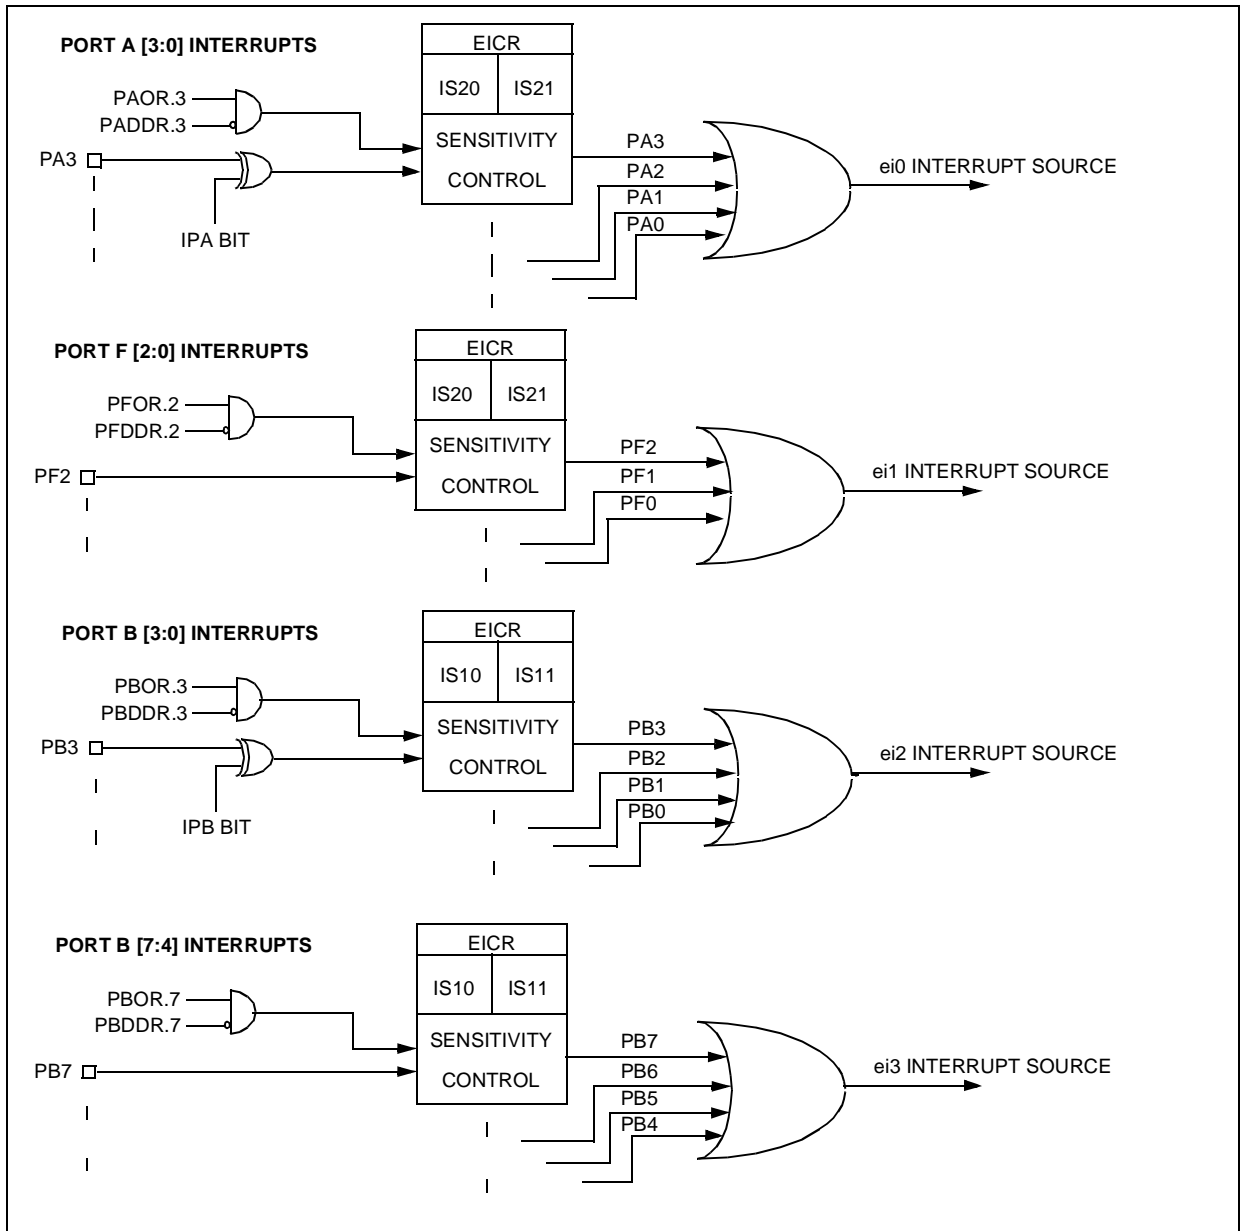 PORT A [3:0] INTERRUPTS
EICR
IS20 IS21
PAOR.3
PADDR.3
SENSITIVITY
CONTROL
PA3
IPA BIT
PA3
PA2
PA1
PA0
ei0 INTERRUPT SOURCE
PORT F [2:0] INTERRUPTS
EICR
IS20 IS21
PFOR.2
PFDDR.2
SENSITIVITY
CONTROL
PF2
PF2
PF1
PF0
ei1 INTERRUPT SOURCE
PORT B [3:0] INTERRUPTS
EICR
IS10 IS11
PBOR.3
PBDDR.3
SENSITIVITY
CONTROL
PB3
IPB BIT
PB3
PB2
PB1
PB0
ei2 INTERRUPT SOURCE
PORT B [7:4] INTERRUPTS
EICR
IS10 IS11
PBOR.7
PBDDR.7
SENSITIVITY
CONTROL
PB7
PB7
PB6
PB5
PB4
ei3 INTERRUPT SOURCE